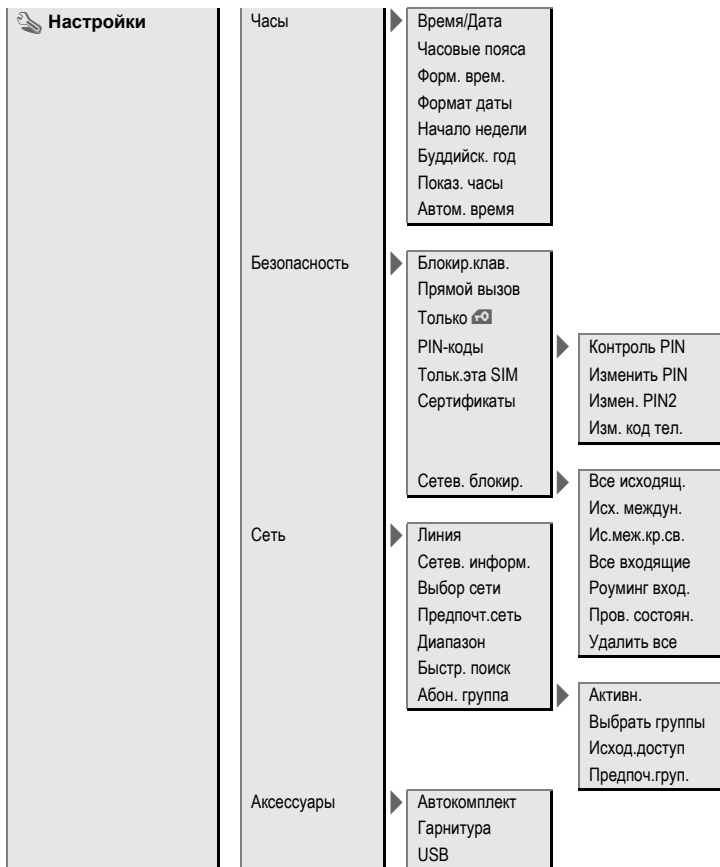 Настройки
Часы
Время/Дата
Часовые пояса
Форм. врем.
Формат даты
Начало недели
Буддийск. год
Показ. часы
Автом. время
Безопасность
Блокир.клав.
Прямой вызов
Только
PIN-коды
Контроль PIN
Изменить PIN
Измен. PIN2
Изм. код тел.
Тольк.эта SIM
Сертификаты
Сетев. блокир.
Все исходящ.
Исх. междун.
Ис.меж.кр.св.
Все входящие
Роуминг вход.
Пров. состоян.
Удалить все
Сеть
Линия
Сетев. информ.
Выбор сети
Предпочт.сеть
Диапазон
Быстр. поиск
Абон. группа
Активн.
Выбрать группы
Исход.доступ
Предпоч.груп.
Аксессуары
Автокомплект
Гарнитура
USB